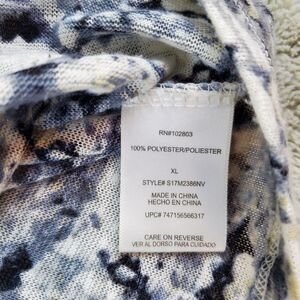 RN#102803
100% POLYESTER/POLIESTER
XL
STYLE# S17M2386NV
MADE IN CHINA
HECHO EN CHINA
UPC# 747156566317
CARE ON REVERSE
VER AL DORSO PARA CUIDADO